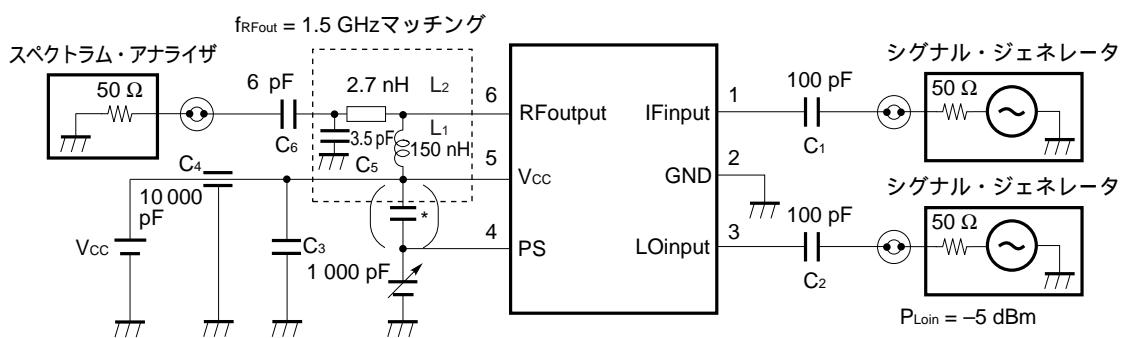 fRFout = 1.5 GHzマッチング
スペクトラム・アナライザ
50 Ω
6 pF
2.7 nH
L2
L1
150 nH
3.5 pF
C5
C6
C4
10 000
pF
VCC
C3
1 000 pF
*
6
RFoutput
5
VCC
4
PS
IFinput
1
GND
2
LOinput
3
100 pF
C1
シグナル・ジェネレータ
50 Ω
シグナル・ジェネレータ
100 pF
C2
50 Ω
PLoin = –5 dBm